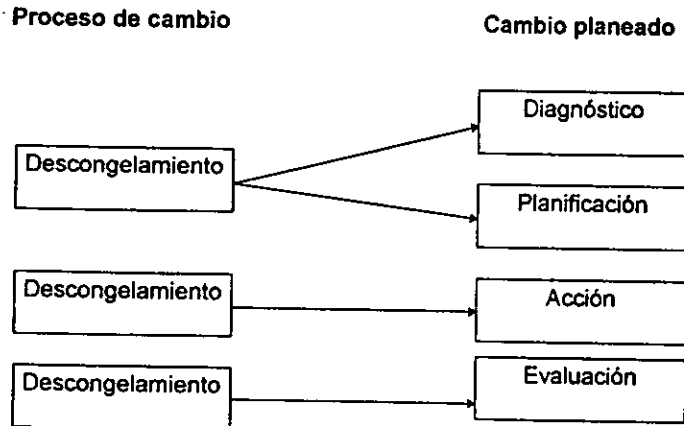 Proceso de cambio
Cambio planeado
Diagnóstico
Descongelamiento
Planificación
Descongelamiento
Acción
Descongelamiento
Evaluación